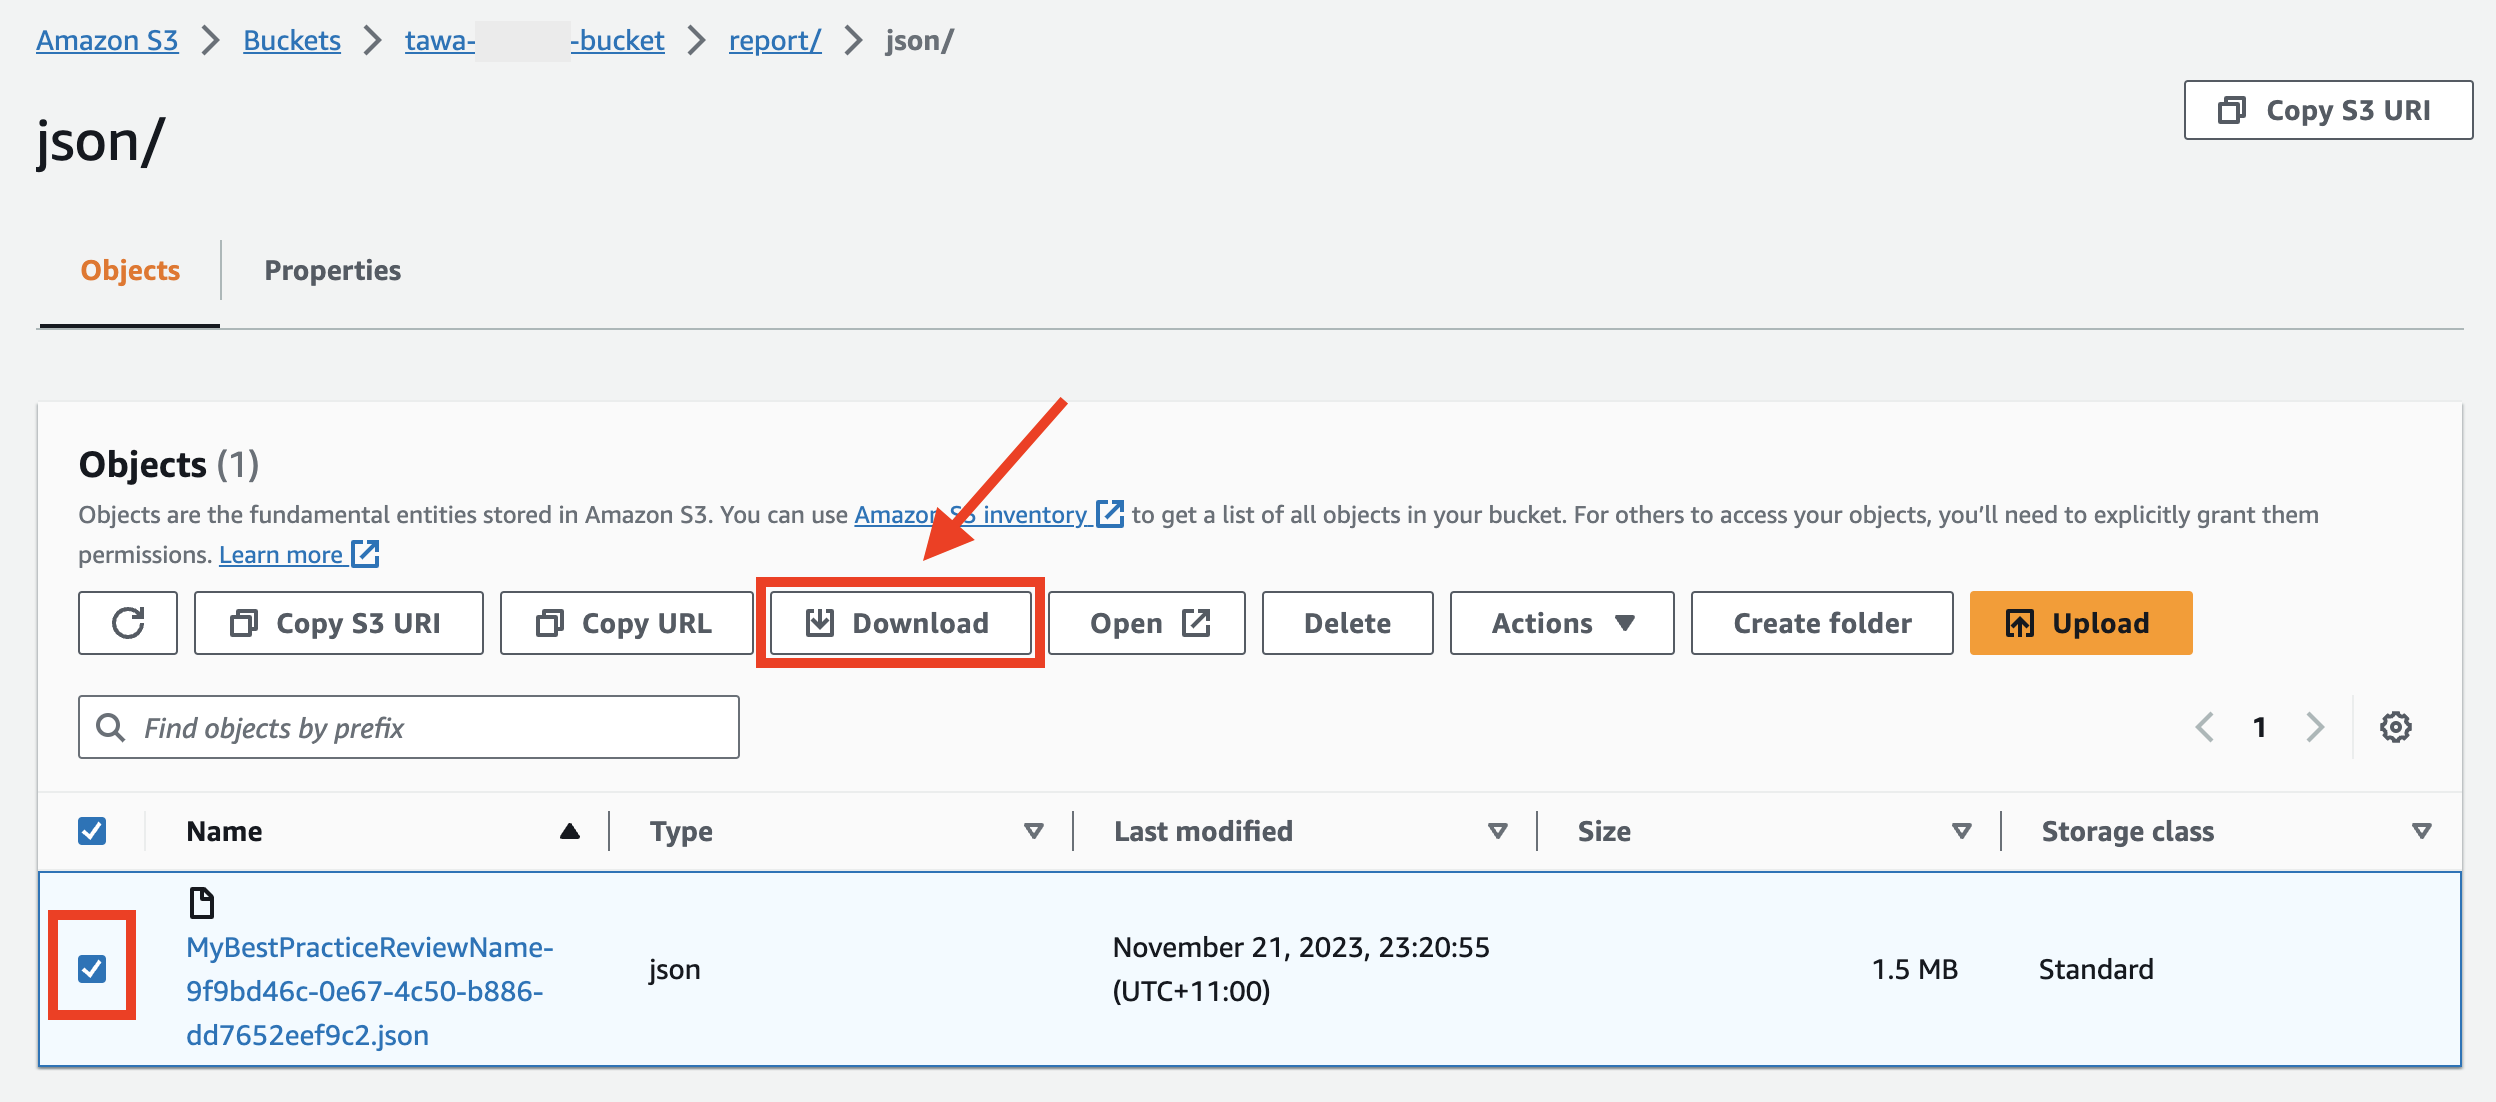 Amazon S3 > Buckets > tawa- -bucket > report/ > json/
json/
Copy S3 URI
Objects
Properties
Objects (1)
Objects are the fundamental entities stored in Amazon S3. You can use Amazon S3 inventory to get a list of all objects in your bucket. For others to access your objects, you’ll need to explicitly grant them
permissions. Learn more
Copy S3 URI
Copy URL
Download
Open
Delete
Actions
Create folder
Upload
Find objects by prefix
1
Name
Type
Last modified
Size
Storage class
MyBestPracticeReviewName-
9f9bd46c-0e67-4c50-b886-
dd7652eef9c2.json
json
November 21, 2023, 23:20:55
(UTC+11:00)
1.5 MB
Standard